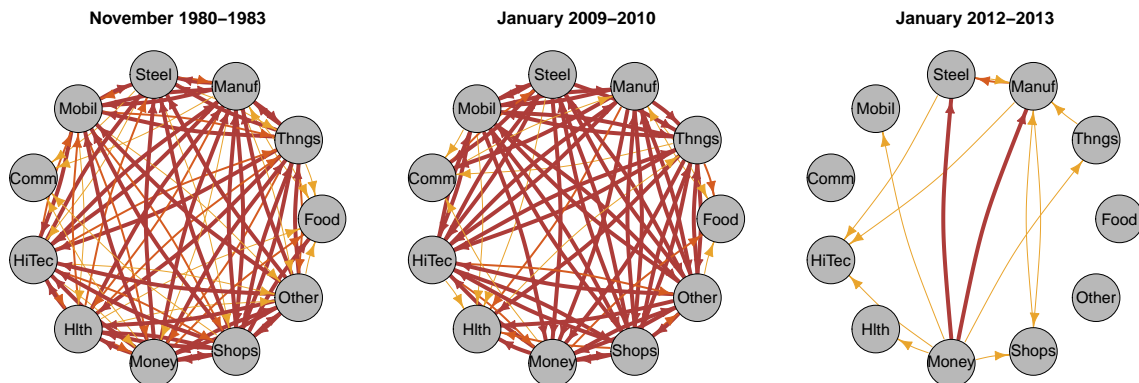 November 1980–1983
Steel
Manuf
Mobil
Thngs
Comm
Food
HiTec
Other
Hlth
Shops
Money
January 2009–2010
Steel
Manuf
Mobil
Thngs
Comm
Food
HiTec
Other
Hlth
Shops
Money
January 2012–2013
Steel
Manuf
Mobil
Thngs
Comm
Food
HiTec
Other
Hlth
Shops
Money